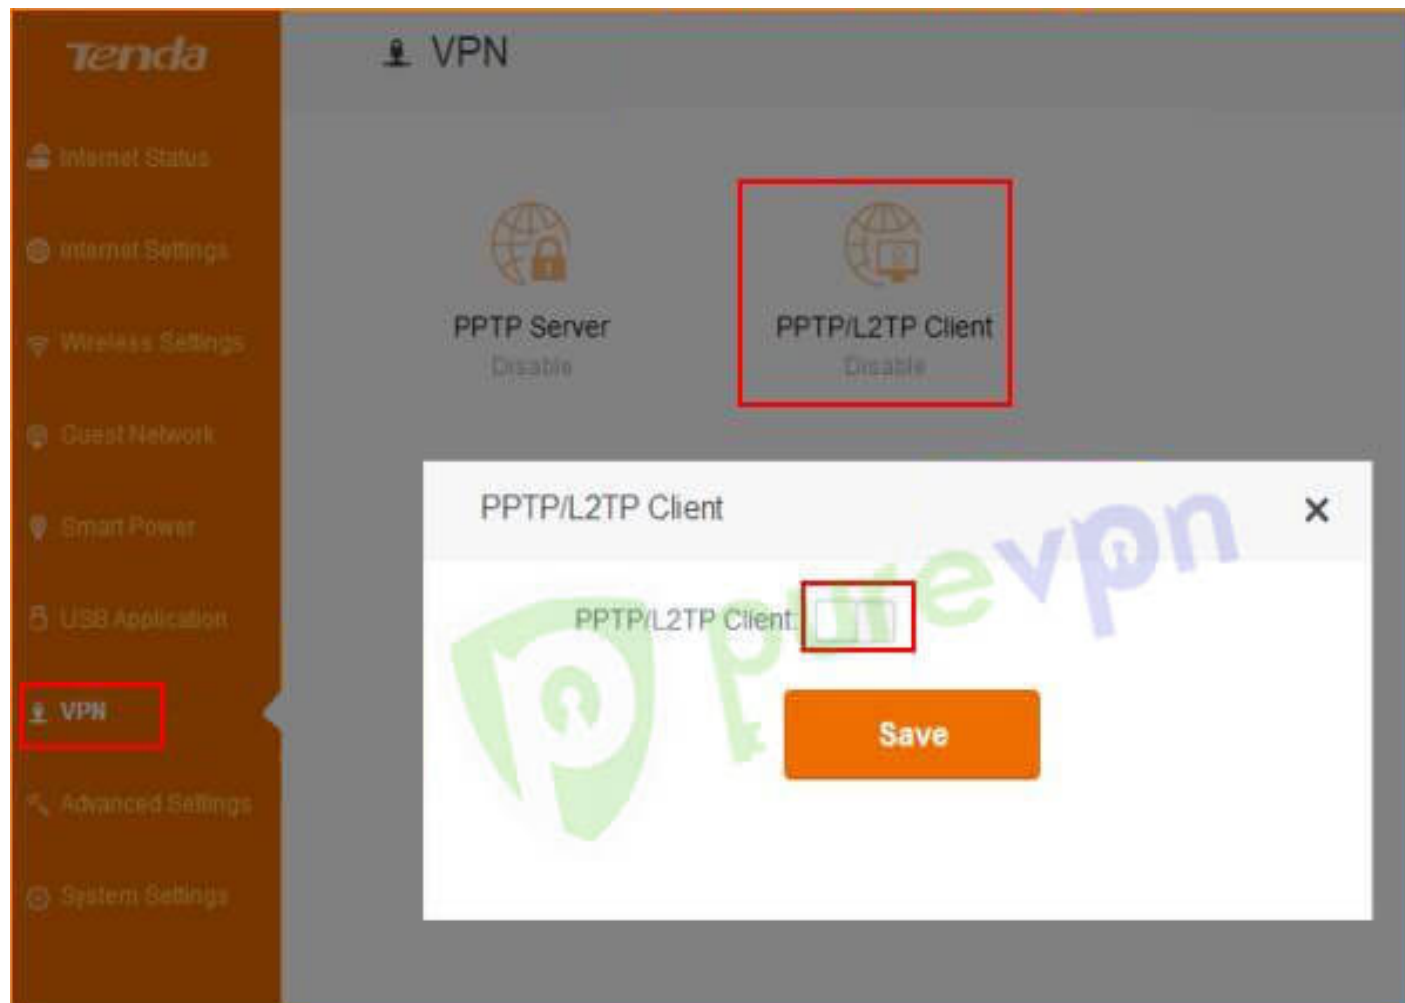 Tenda
VPN
Internet Status
Internet Settings
Wireless Settings
Guest Network
Smart Power
USB Application
VPN
Advanced Settings
System Settings
PPTP Server
Disable
PPTP/L2TP Client
Disable
PPTP/L2TP Client
PPTP/L2TP Client:
purevpn
Save